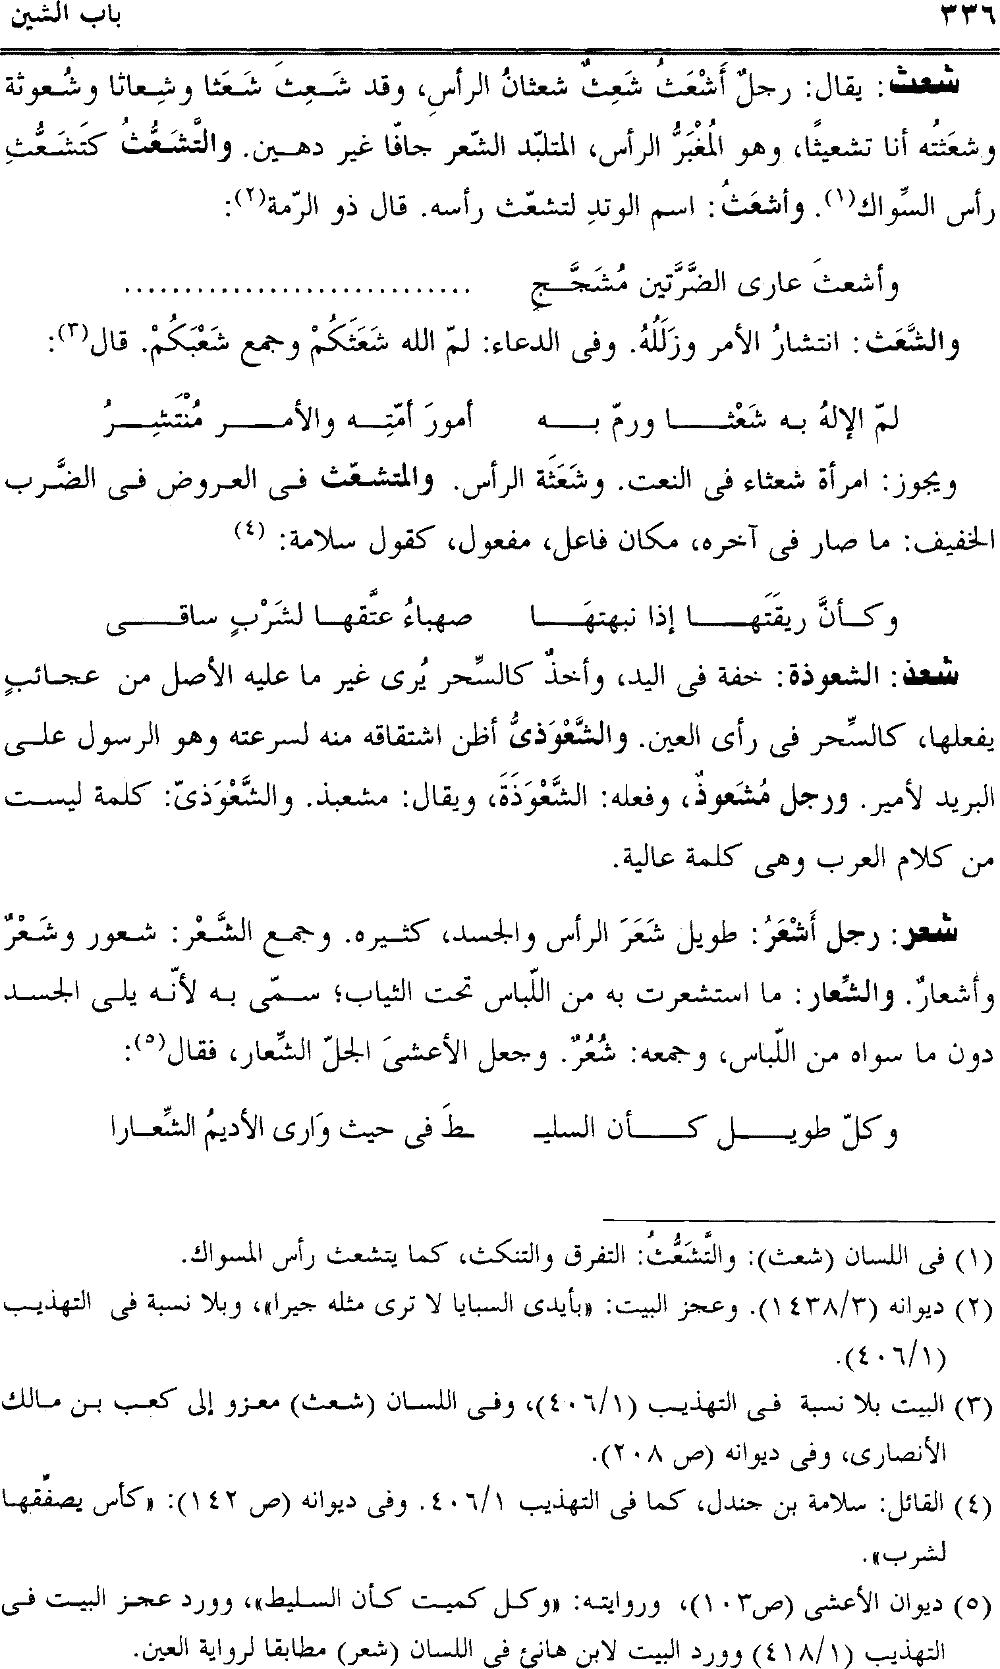 ٣٣٦ باب الشين
شعث: يقال: رجلٌ أَشْعَثُ شَعِثٌ شعثانُ الرأسِ، وقد شَعِثَ شَعَثا وشِعاثا وشُعوثة
وشعَثتُه أنا تشعيثًا، وهو المُغْبَرُّ الرأس، المتلبّد الشّعر جافّا غير دهين. والتَّشَعُّثُ كتَشَعُّثِ
رأس السِّواك(١). وأشعَثُ: اسم الوتدِ لتشعّث رأسه. قال ذو الرّمة(٢):
وأشعثَ عارى الضَّرَّتين مُشَجَّجٍ ............................
والشَّعَث: انتشارُ الأمر وزَلَلُهُ. وفى الدعاء: لمّ الله شَعَثَكُمْ وجمع شَعْبَكُمْ. قال(٣):
لمّ الإلهُ به شَعْثا ورمّ به أمورَ أمّتِه والأمر مُنْتَشِرُ
ويجوز: امرأة شعثاء فى النعت. وشَعَثَة الرأس. والمتشعّث فى العروض فى الضَّرب
الخفيف: ما صار فى آخره، مكان فاعل، مفعول، كقول سلامة: (٤)
وكأنَّ ريقَتَها إذا نبهتهَا صهباءُ عتَّقها لشَرْبٍ ساقى
شعذ: الشعوذة: خفة فى اليد، وأخذٌ كالسِّحر يُرى غير ما عليه الأصل من عجائبٍ
يفعلها، كالسِّحر فى رأى العين. والشَّعْوَذىُّ أظن اشتقاقه منه لسرعته وهو الرسول على
البريد لأمير. ورجل مُشَعوذٌ، وفعله: الشَّعْوَذَةَ، ويقال: مشعبذ. والشَّعْوَذىّ: كلمة ليست
من كلام العرب وهى كلمة عالية.
شعر: رجل أَشْعَرُ: طويل شَعَرَ الرأس والجسد، كثيره. وجمع الشَّعْر: شعور وشَعْرٌ
وأشعارٌ. والشِّعار: ما استشعرت به من اللّباس تحت الثياب؛ سمّى به لأنّه يلى الجسد
دون ما سواه من اللّباس، وجمعه: شُعُرٌ. وجعل الأعشىَ الجلّ الشِّعار، فقال(٥):
وكلّ طويل كأن السليـ ـطَ فى حيث وَارى الأديمُ الشِّعارا
(١) فى اللسان (شعث): والتَّشَعُّثُ: التفرق والتنكث، كما يتشعث رأس المسواك.
(٢) ديوانه (١٤٣٨/٣). وعجز البيت: «بأيدى السبايا لا ترى مثله جيرا»، وبلا نسبة فى التهذيب
(٤٠٦/١).
(٣) البيت بلا نسبة فى التهذيب (٤٠٦/١)، وفى اللسان (شعث) معزو إلى كعب بن مالك
الأنصارى، وفى ديوانه (ص ٢٠٨).
(٤) القائل: سلامة بن جندل، كما فى التهذيب ٤٠٦/١. وفى ديوانه (ص ١٤٢): «كأس يصفِّقها
لشرب».
(٥) ديوان الأعشى (ص١٠٣)، وروايته: «وكل كميت كأن السليط»، وورد عجز البيت فى
التهذيب (٤١٨/١) وورد البيت لابن هانئ فى اللسان (شعر) مطابقا لرواية العين.